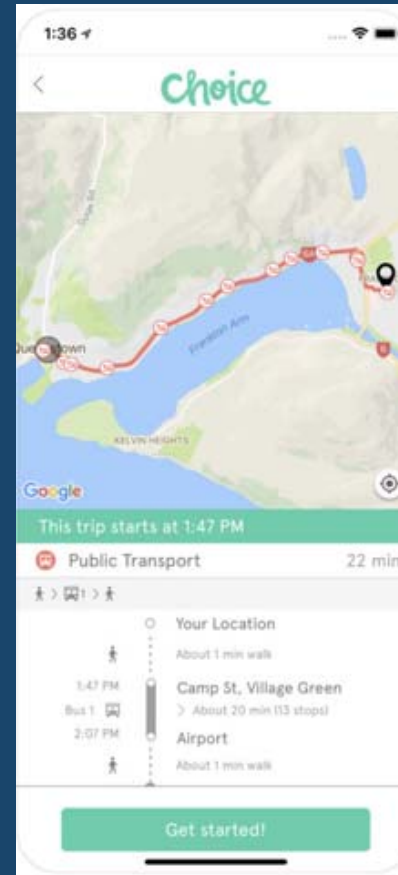 1:36
Choice
Frankton Arm
KELVIN HEIGHTS
Google
This trip starts at 1:47 PM
Public Transport 22 min
1
Your Location
About 1 min walk
1:47 PM Camp St, Village Green
Bus 1 > About 20 min (13 stops)
2:07 PM Airport
About 1 min walk
Get started!